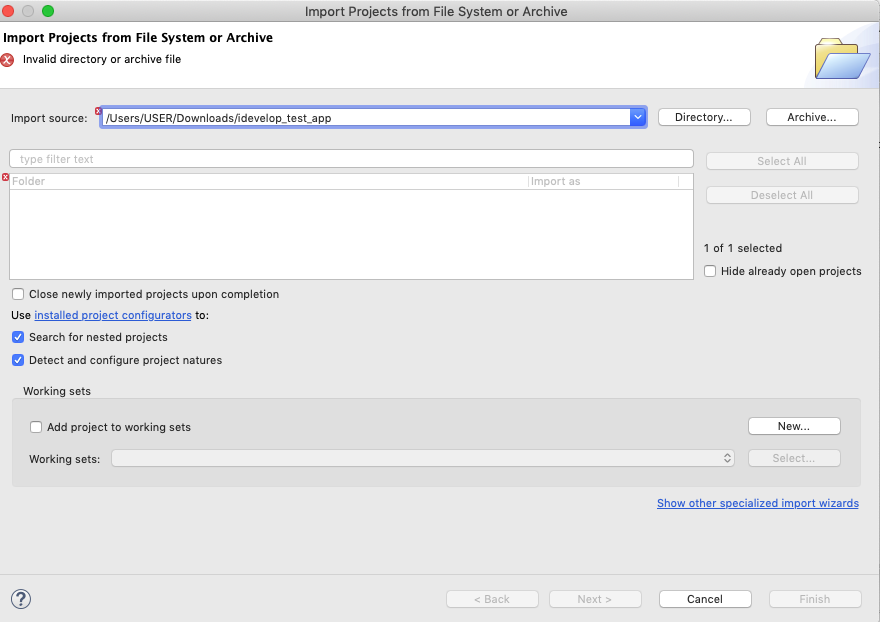 Import Projects from File System or Archive
Import Projects from File System or Archive
Invalid directory or archive file
Import source: /Users/USER/Downloads/idevelop_test_app Directory... Archive...
type filter text Select All
Folder Import as
Deselect All
1 of 1 selected
Hide already open projects
Close newly imported projects upon completion
Use installed project configurators to:
Search for nested projects
Detect and configure project natures
Working sets
Add project to working sets New...
Working sets: Select...
Show other specialized import wizards
? < Back Next > Cancel Finish